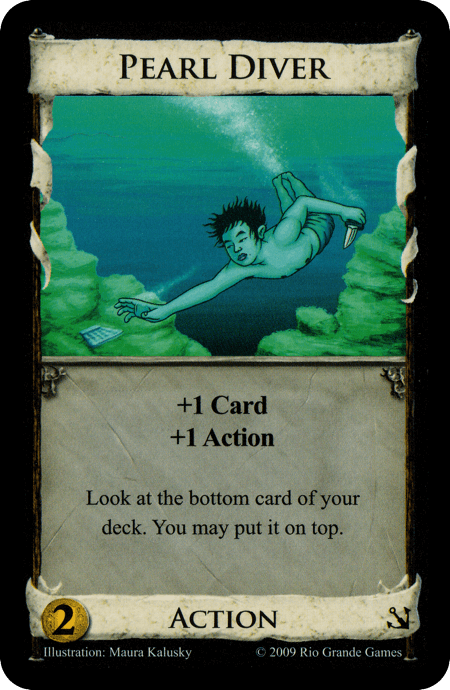 PEARL DIVER
+1 Card
+1 Action
Look at the bottom card of your
deck. You may put it on top.
2
ACTION
Illustration: Maura Kalusky
© 2009 Rio Grande Games